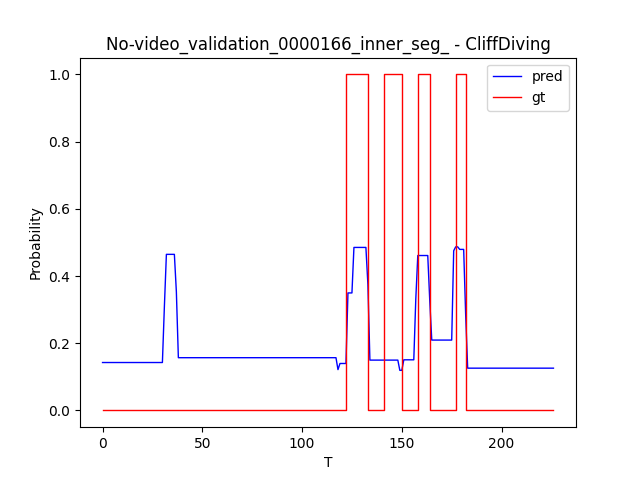 No-video_validation_0000166_inner_seg_ - CliffDiving
pred
gt
1.0
0.8
0.6
0.4
0.2
0.0
Probability
0
50
100
150
200
T